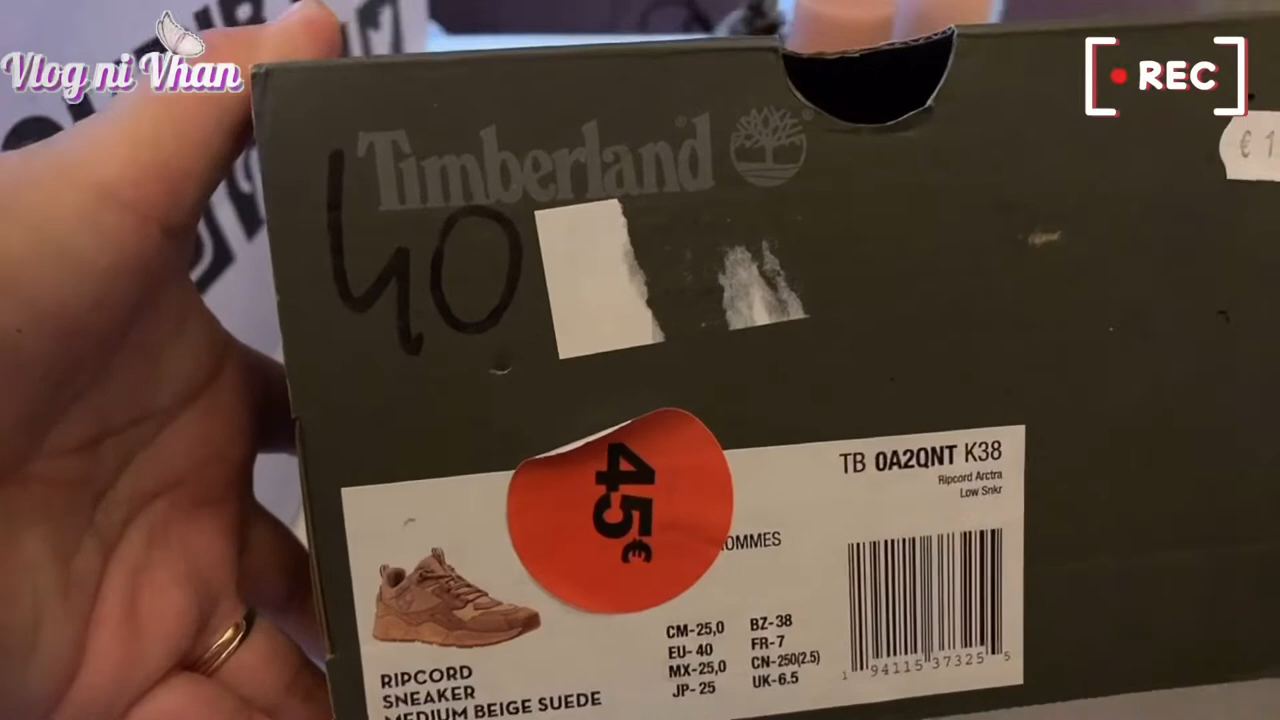 Vlog ni Vhan
REC
Timberland
€ 1
40
45€
TB 0A2QNT K38
Ripcord Arctra
Low Snkr
OMMES
CM-25,0 BZ-38
EU- 40 FR-7
MX-25,0 CN-250(2.5)
JP- 25 UK-6.5
1 94115 37325 5
RIPCORD
SNEAKER
MEDIUM BEIGE SUEDE